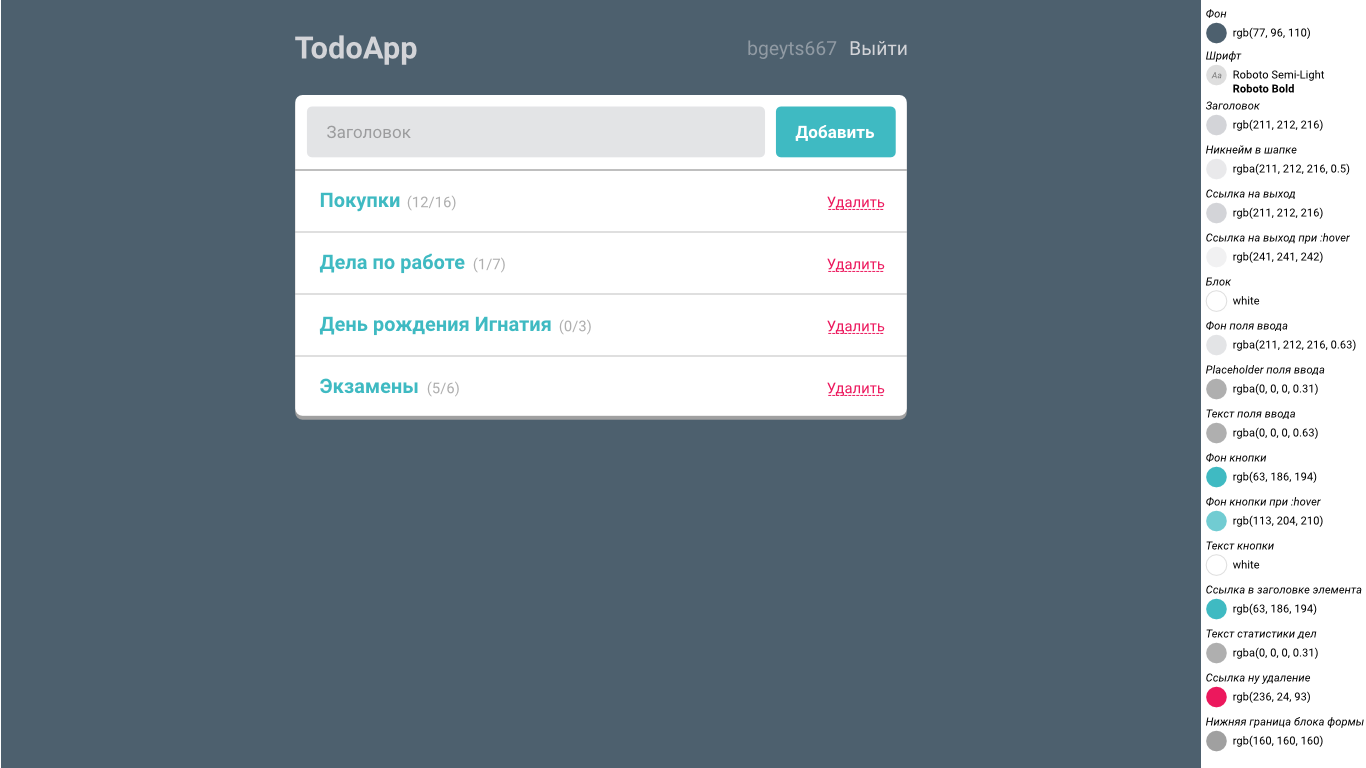 TodoApp
bgeyts667 Выйти
Заголовок
Добавить
Покупки (12/16)
Удалить
Дела по работе (1/7)
Удалить
День рождения Игнатия (0/3)
Удалить
Экзамены (5/6)
Удалить
Фон
rgb(77, 96, 110)
Шрифт
Aa
Roboto Semi-Light
Roboto Bold
Заголовок
rgb(211, 212, 216)
Никнейм в шапке
rgba(211, 212, 216, 0.5)
Ссылка на выход
rgb(211, 212, 216)
Ссылка на выход при :hover
rgb(241, 241, 242)
Блок
white
Фон поля ввода
rgba(211, 212, 216, 0.63)
Placeholder поля ввода
rgba(0, 0, 0, 0.31)
Текст поля ввода
rgba(0, 0, 0, 0.63)
Фон кнопки
rgb(63, 186, 194)
Фон кнопки при :hover
rgb(113, 204, 210)
Текст кнопки
white
Ссылка в заголовке элемента
rgb(63, 186, 194)
Текст статистики дел
rgba(0, 0, 0, 0.31)
Ссылка ну удаление
rgb(236, 24, 93)
Нижняя граница блока формы
rgb(160, 160, 160)